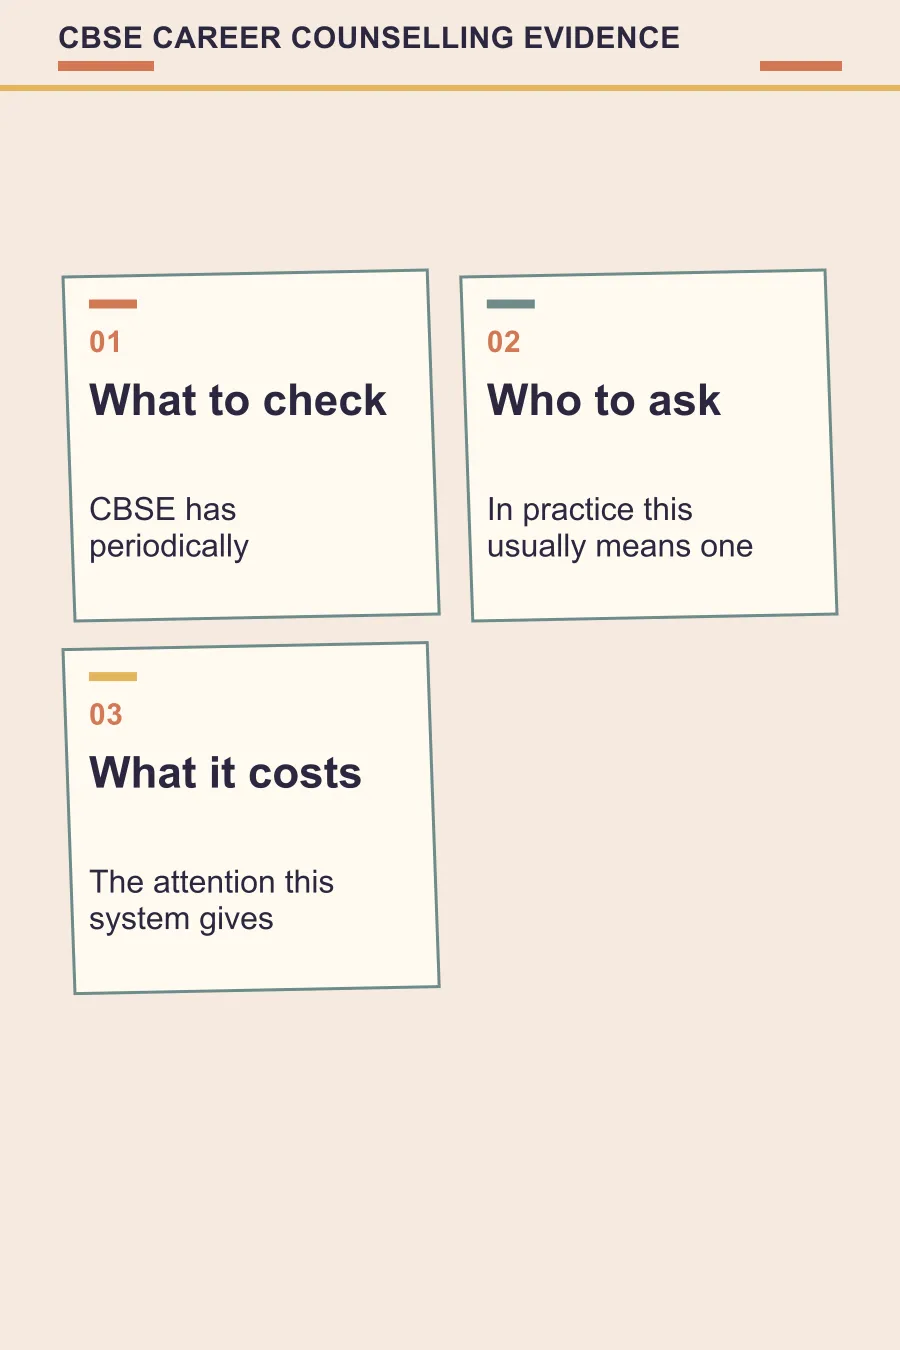 CBSE CAREER COUNSELLING EVIDENCE
01
What to check
CBSE has
periodically
02
Who to ask
In practice this
usually means one
03
What it costs
The attention this
system gives